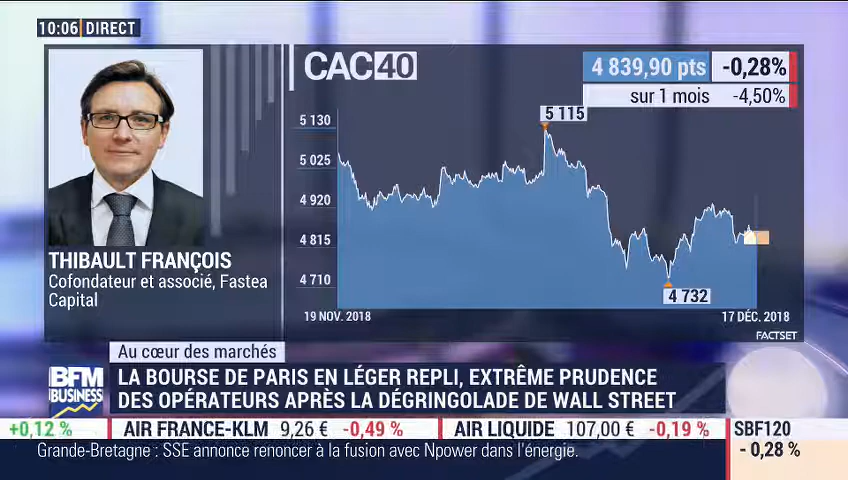 10:06 DIRECT
CAC40
4 839,90 pts -0,28%
sur 1 mois -4,50%
5 130
5 025
4 920
4 815
4 710
5 115
4 732
19 NOV. 2018
17 DÉC. 2018
FACTSET
THIBAULT FRANÇOIS
Cofondateur et associé, Fastea
Capital
Au cœur des marchés
BFM
BUSINESS
LA BOURSE DE PARIS EN LÉGER REPLI, EXTRÊME PRUDENCE
DES OPÉRATEURS APRÈS LA DÉGRINGOLADE DE WALL STREET
+0,12 % AIR FRANCE-KLM 9,26 € -0,49 % AIR LIQUIDE 107,00 € -0,19 %
SBF120
- 0,28 %
Grande-Bretagne : SSE annonce renoncer à la fusion avec Npower dans l'énergie.